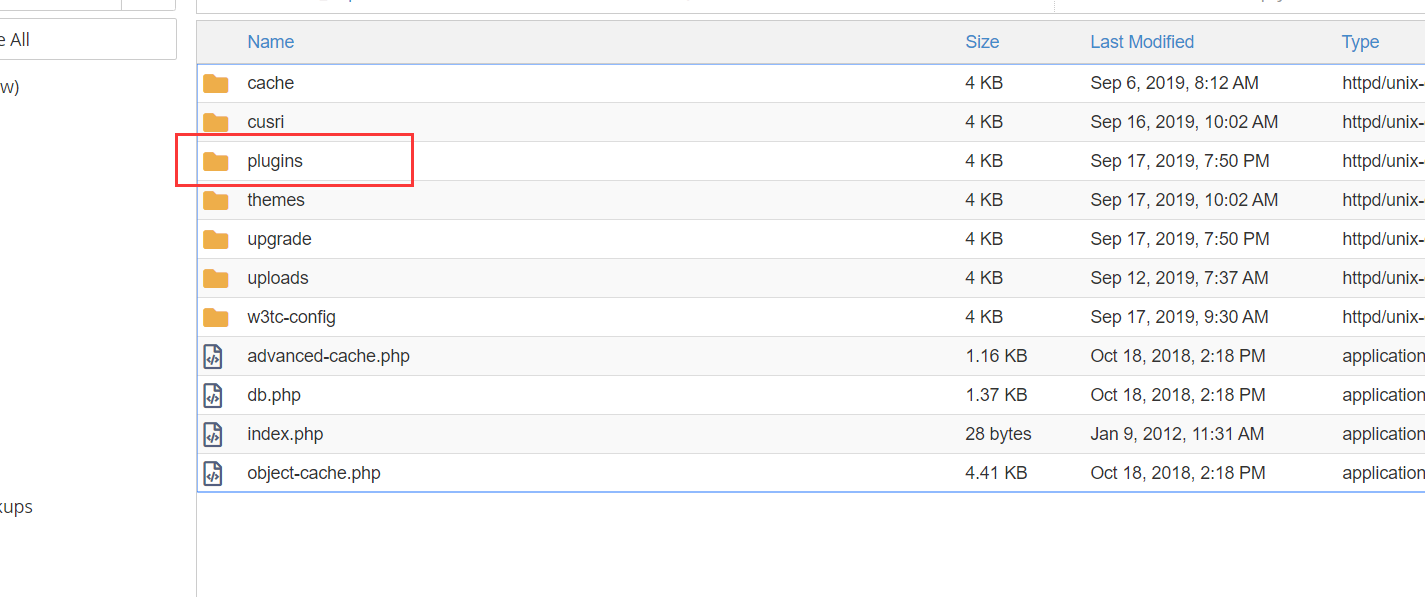 e All
w)
kups
Name Size Last Modified Type
cache 4 KB Sep 6, 2019, 8:12 AM httpd/unix-
cusri 4 KB Sep 16, 2019, 10:02 AM httpd/unix-
plugins 4 KB Sep 17, 2019, 7:50 PM httpd/unix-
themes 4 KB Sep 17, 2019, 10:02 AM httpd/unix-
upgrade 4 KB Sep 17, 2019, 7:50 PM httpd/unix-
uploads 4 KB Sep 12, 2019, 7:37 AM httpd/unix-
w3tc-config 4 KB Sep 17, 2019, 9:30 AM httpd/unix-
advanced-cache.php 1.16 KB Oct 18, 2018, 2:18 PM application
db.php 1.37 KB Oct 18, 2018, 2:18 PM application
index.php 28 bytes Jan 9, 2012, 11:31 AM application
object-cache.php 4.41 KB Oct 18, 2018, 2:18 PM application